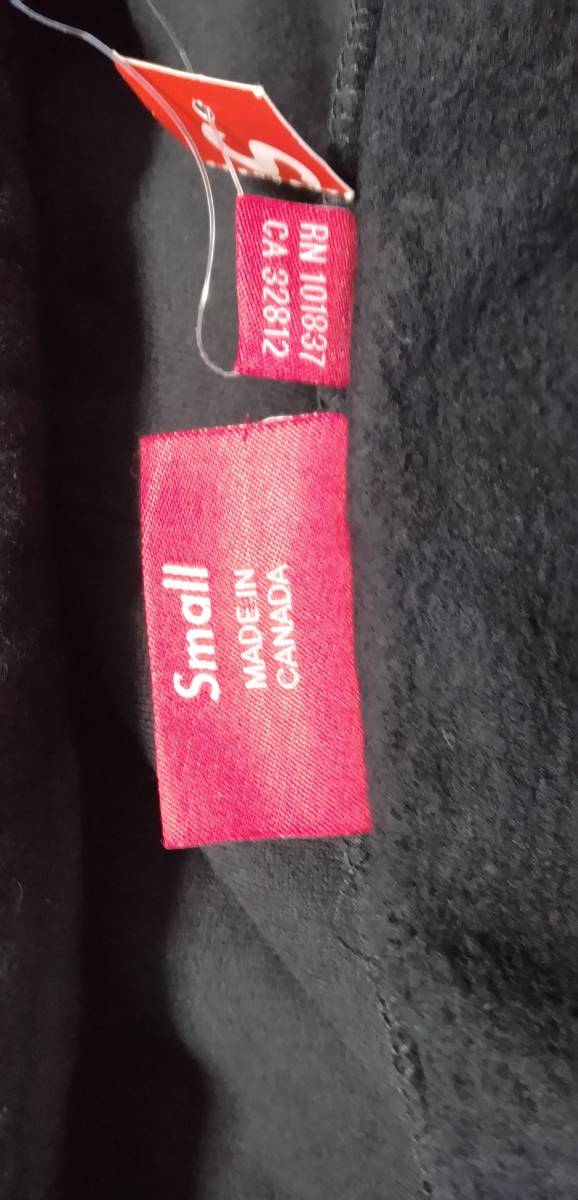 RN 101837
CA 32812
Small
MADE IN
CANADA